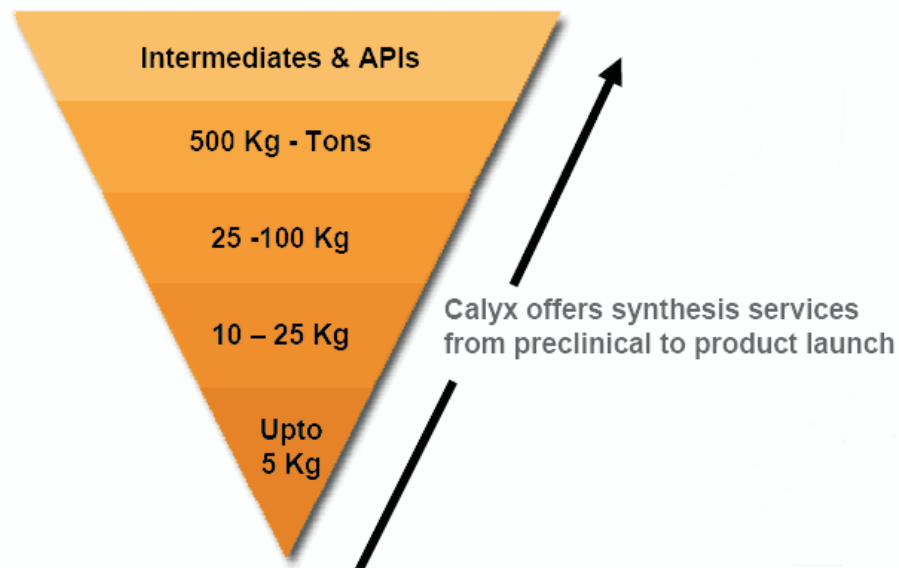 Intermediates & APIs
500 Kg - Tons
25 -100 Kg
10 – 25 Kg
Calyx offers synthesis services
from preclinical to product launch
Upto
5 Kg